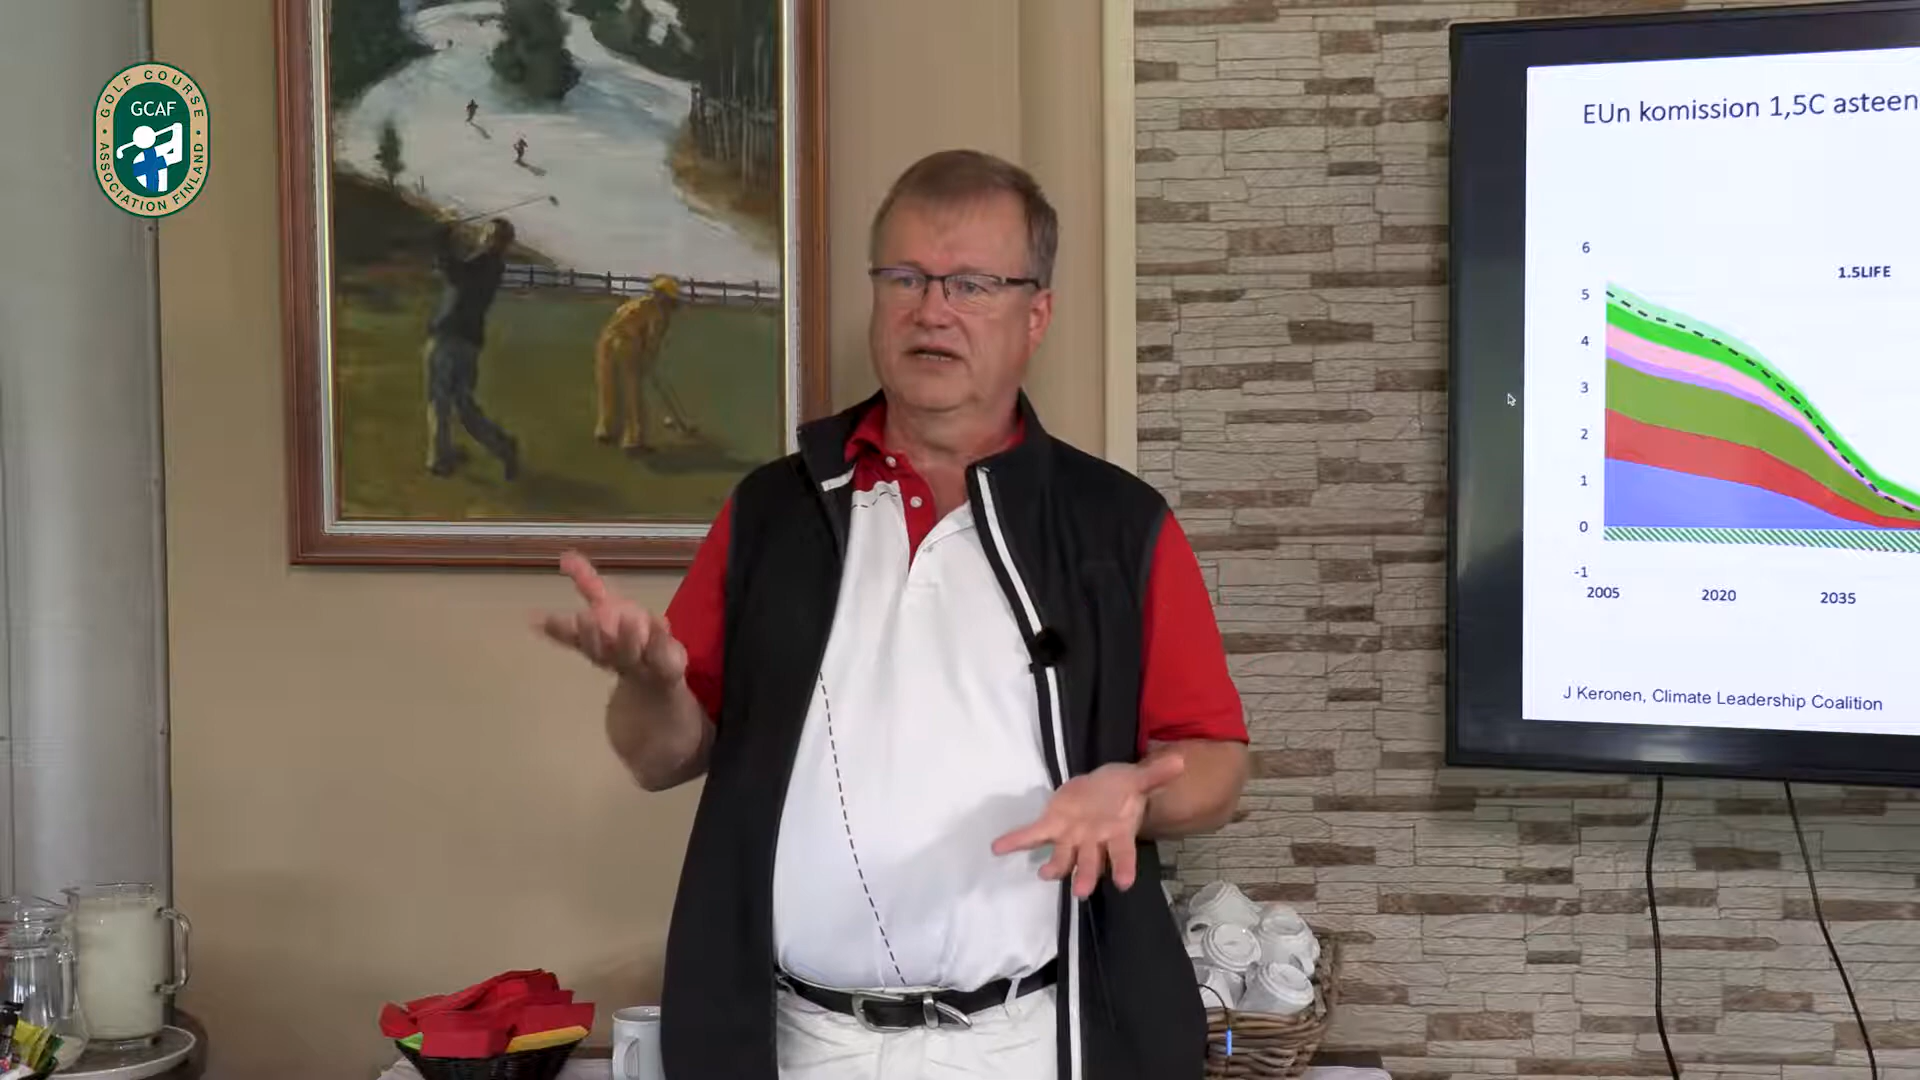 GOLF COURSE
GCAF
ASSOCIATION FINLAND
EUn komission 1,5C asteen
1.5LIFE
6
5
4
3
2
1
0
-1
2005 2020 2035
J Keronen, Climate Leadership Coalition